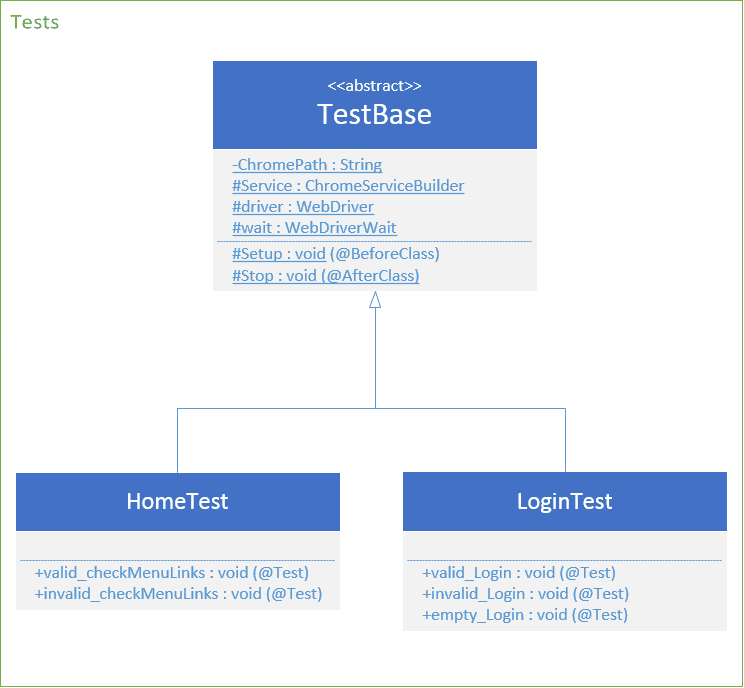 Tests
<<abstract>>
TestBase
-ChromePath : String
#Service : ChromeServiceBuilder
#driver : WebDriver
#wait : WebDriverWait
#Setup : void (@BeforeClass)
#Stop : void (@AfterClass)
HomeTest
+valid_checkMenuLinks : void (@Test)
+invalid_checkMenuLinks : void (@Test)
LoginTest
+valid_Login : void (@Test)
+invalid_Login : void (@Test)
+empty_Login : void (@Test)